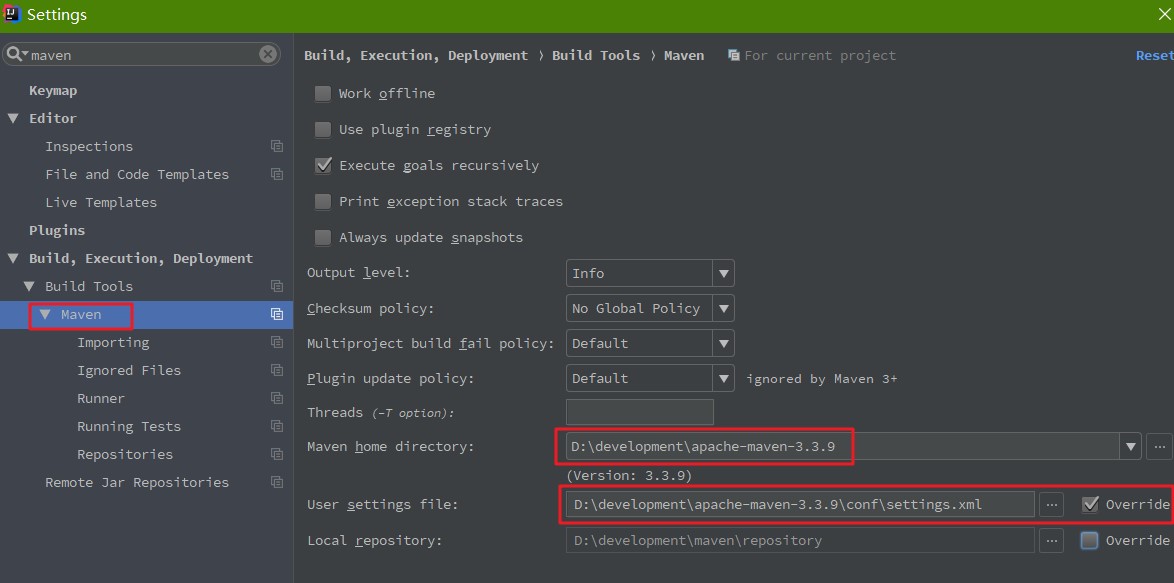 Settings
maven
Keymap
Editor
Inspections
File and Code Templates
Live Templates
Plugins
Build, Execution, Deployment
Build Tools
Maven
Importing
Ignored Files
Runner
Running Tests
Repositories
Remote Jar Repositories
Build, Execution, Deployment › Build Tools › Maven For current project Reset
Work offline
Use plugin registry
Execute goals recursively
Print exception stack traces
Always update snapshots
Output level: Info
Checksum policy: No Global Policy
Multiproject build fail policy: Default
Plugin update policy: Default ignored by Maven 3+
Threads (-T option):
Maven home directory: D:\development\apache-maven-3.3.9 ...
(Version: 3.3.9)
User settings file: D:\development\apache-maven-3.3.9\conf\settings.xml ... Override
Local repository: D:\development\maven\repository ... Override